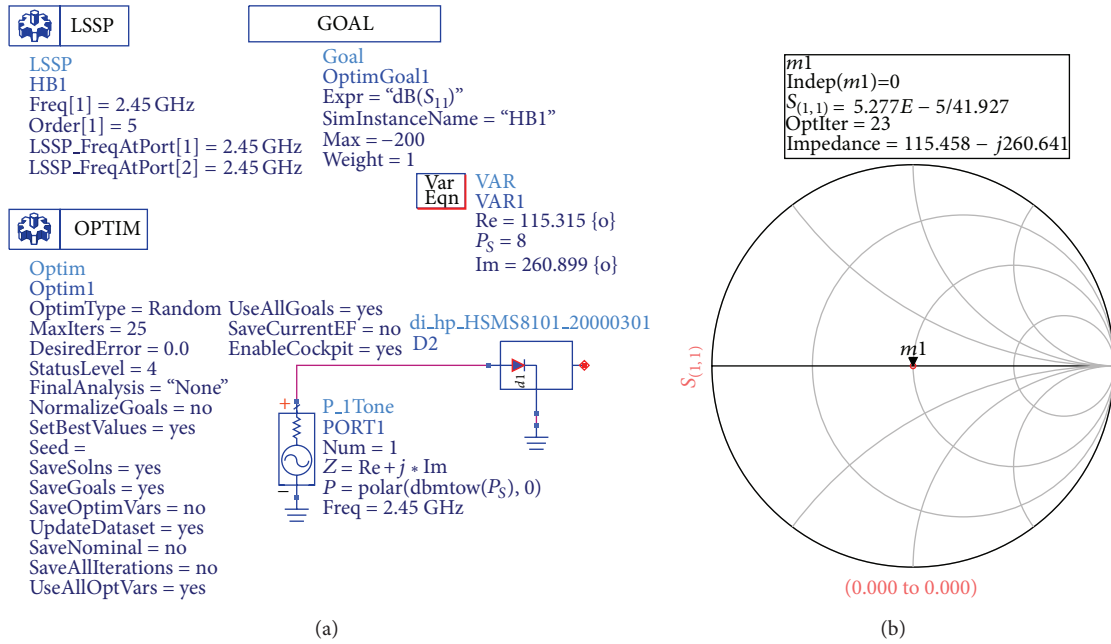 LSSP
LSSP
HB1
Freq[1] = 2.45 GHz
Order[1] = 5
LSSP_FreqAtPort[1] = 2.45 GHz
LSSP_FreqAtPort[2] = 2.45 GHz
GOAL
Goal
OptimGoal1
Expr = “dB(S11)”
SimInstanceName = “HB1”
Max = −200
Weight = 1
Var
Eqn
VAR
VAR1
Re = 115.315 {o}
PS = 8
Im = 260.899 {o}
OPTIM
Optim
Optim1
OptimType = Random UseAllGoals = yes
MaxIters = 25 SaveCurrentEF = no
DesiredError = 0.0 EnableCockpit = yes
StatusLevel = 4
FinalAnalysis = “None”
NormalizeGoals = no
SetBestValues = yes
Seed =
SaveSolns = yes
SaveGoals = yes
SaveOptimVars = no
UpdateDataset = yes
SaveNominal = no
SaveAllIterations = no
UseAllOptVars = yes
di_hp_HSMS8101_20000301
D2
d1
+
−
P_1Tone
PORT1
Num = 1
Z = Re + j ∗ Im
P = polar(dbmtow(PS), 0)
Freq = 2.45 GHz
(a)
m1
Indep(m1)=0
S(1,1) = 5.277E − 5/41.927
OptIter = 23
Impedance = 115.458 − j260.641
m1
S(1,1)
(0.000 to 0.000)
(b)